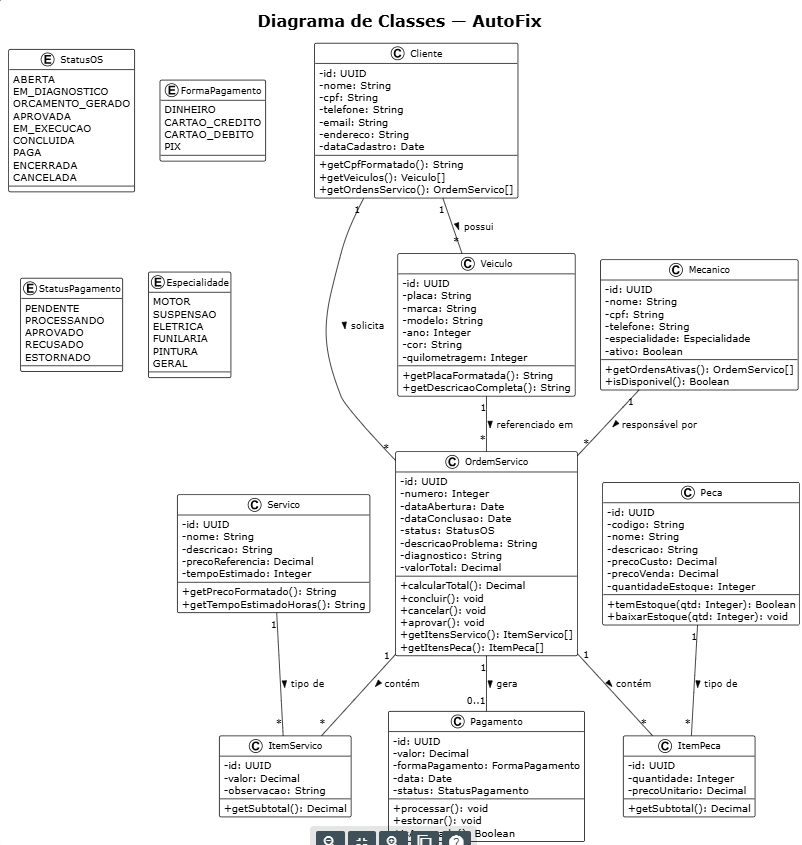 Diagrama de Classes — AutoFix
E StatusOS
ABERTA
EM_DIAGNOSTICO
ORCAMENTO_GERADO
APROVADA
EM_EXECUCAO
CONCLUIDA
PAGA
ENCERRADA
CANCELADA
E FormaPagamento
DINHEIRO
CARTAO_CREDITO
CARTAO_DEBITO
PIX
C Cliente
-id: UUID
-nome: String
-cpf: String
-telefone: String
-email: String
-endereco: String
-dataCadastro: Date
+getCpfFormatado(): String
+getVeiculos(): Veiculo[]
+getOrdensServico(): OrdemServico[]
1
1
possui
*
E StatusPagamento
PENDENTE
PROCESSANDO
APROVADO
RECUSADO
ESTORNADO
E Especialidade
MOTOR
SUSPENSAO
ELETRICA
FUNILARIA
PINTURA
GERAL
solicita
*
C Veiculo
-id: UUID
-placa: String
-marca: String
-modelo: String
-ano: Integer
-cor: String
-quilometragem: Integer
+getPlacaFormatada(): String
+getDescricaoCompleta(): String
C Mecanico
-id: UUID
-nome: String
-cpf: String
-telefone: String
-especialidade: Especialidade
-ativo: Boolean
+getOrdensAtivas(): OrdemServico[]
+isDisponivel(): Boolean
1
referenciado em
*
1
responsável por
*
C Servico
-id: UUID
-nome: String
-descricao: String
-precoReferencia: Decimal
-tempoEstimado: Integer
+getPrecoFormatado(): String
+getTempoEstimadoHoras(): String
C OrdemServico
-id: UUID
-numero: Integer
-dataAbertura: Date
-dataConclusao: Date
-status: StatusOS
-descricaoProblema: String
-diagnostico: String
-valorTotal: Decimal
+calcularTotal(): Decimal
+concluir(): void
+cancelar(): void
+aprovar(): void
+getItensServico(): ItemServico[]
+getItensPeca(): ItemPeca[]
C Peca
-id: UUID
-codigo: String
-nome: String
-descricao: String
-precoCusto: Decimal
-precoVenda: Decimal
-quantidadeEstoque: Integer
+temEstoque(qtd: Integer): Boolean
+baixarEstoque(qtd: Integer): void
1
tipo de
*
1
contém
*
1
gera
0..1
1
contém
*
1
tipo de
*
C ItemServico
-id: UUID
-valor: Decimal
-observacao: String
+getSubtotal(): Decimal
C Pagamento
-id: UUID
-valor: Decimal
-formaPagamento: FormaPagamento
-data: Date
-status: StatusPagamento
+processar(): void
+estornar(): void
Boolean
C ItemPeca
-id: UUID
-quantidade: Integer
-precoUnitario: Decimal
+getSubtotal(): Decimal